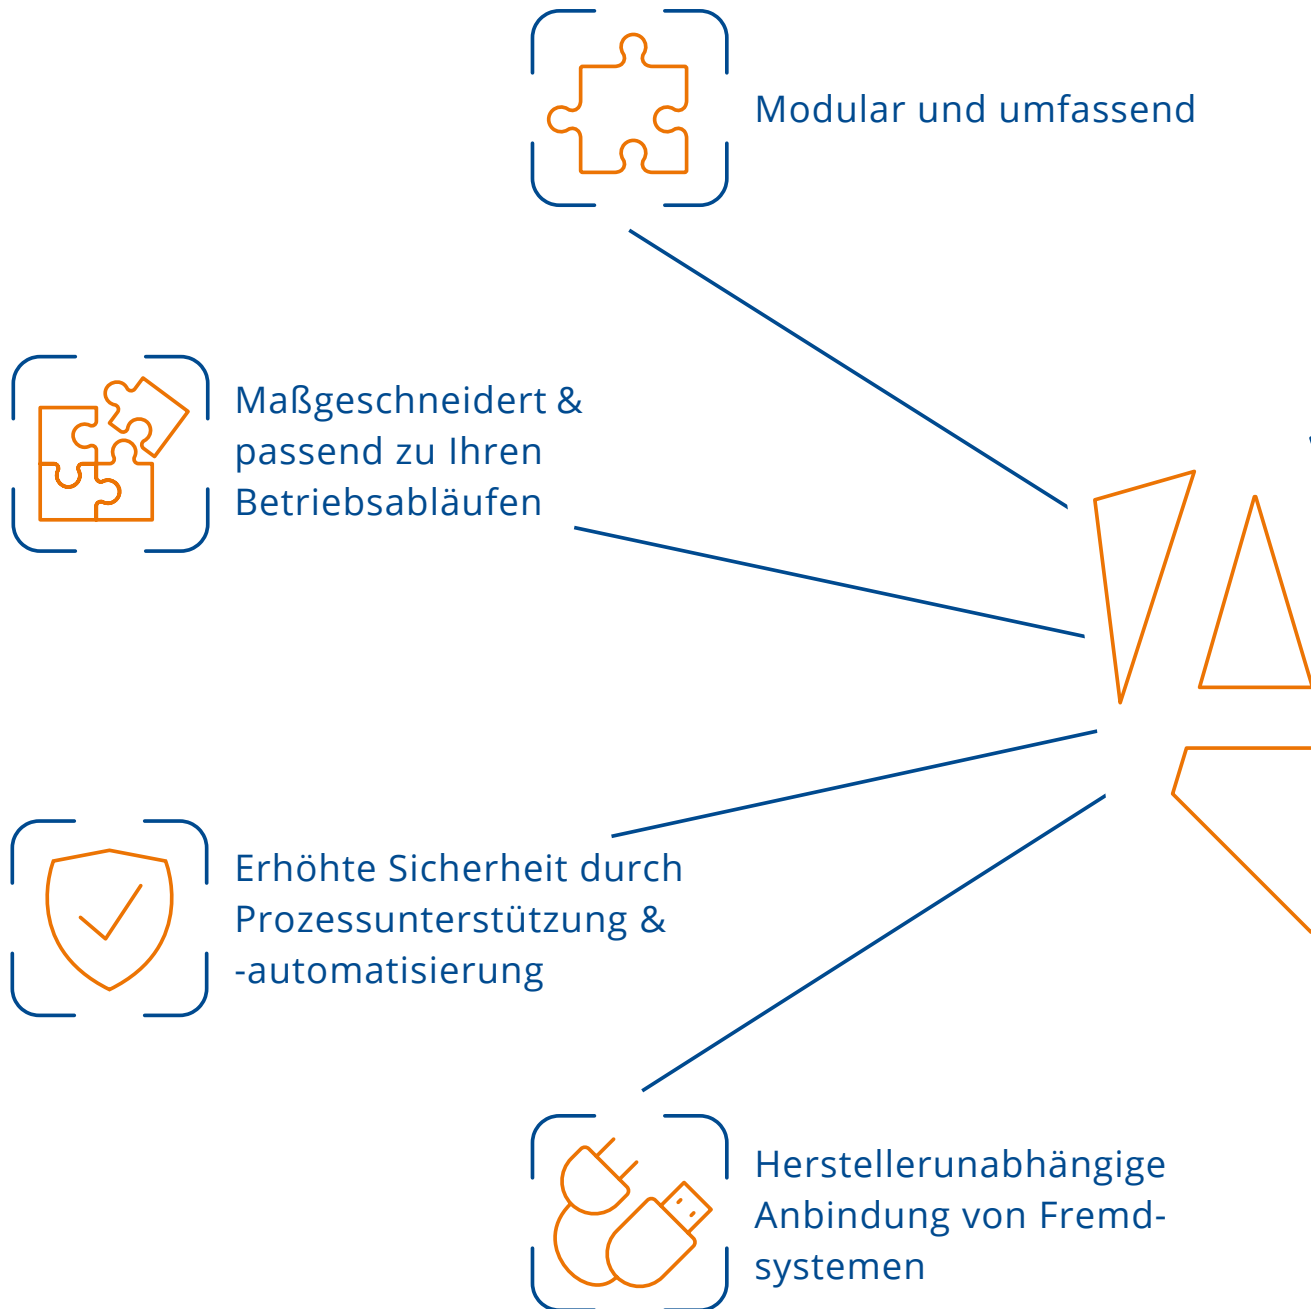 Modular und umfassend
Maßgeschneidert &
passend zu Ihren
Betriebsabläufen
Erhöhte Sicherheit durch
Prozessunterstützung &
-automatisierung
Herstellerunabhängige
Anbindung von Fremd-
systemen